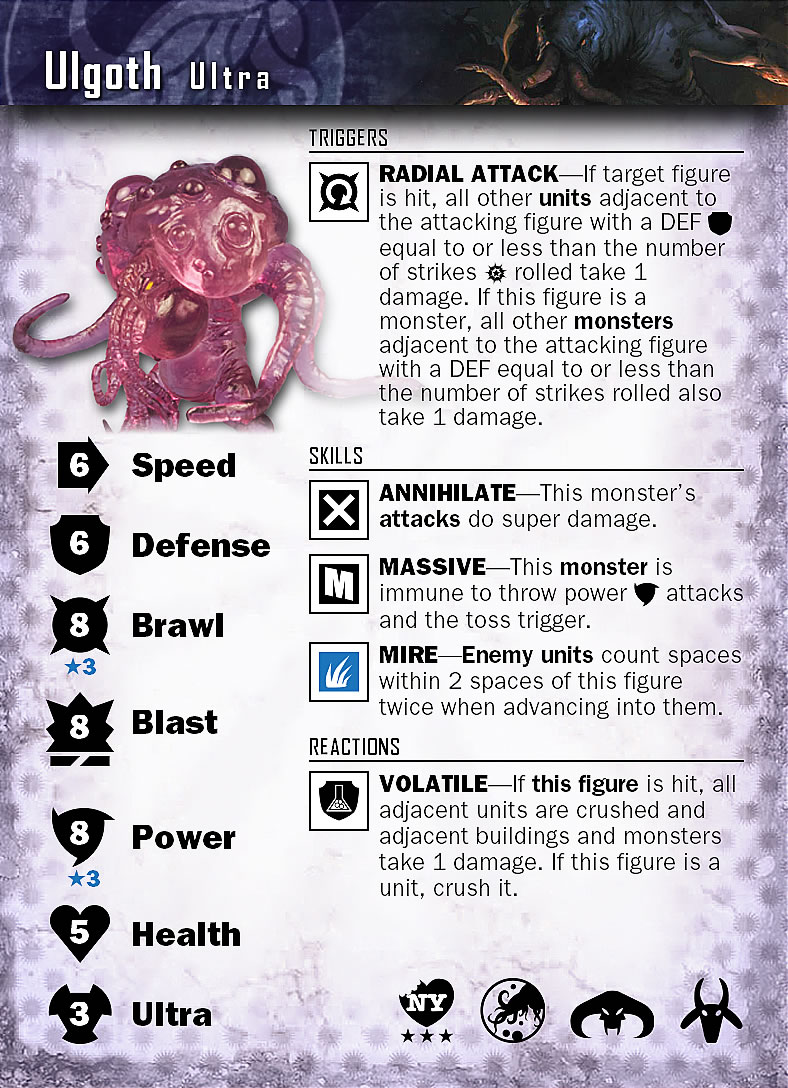 Ulgoth Ultra
TRIGGERS
RADIAL ATTACK—If target figure
is hit, all other units adjacent to
the attacking figure with a DEF
equal to or less than the number
of strikes rolled take 1
damage. If this figure is a
monster, all other monsters
adjacent to the attacking figure
with a DEF equal to or less than
the number of strikes rolled also
take 1 damage.
6 Speed
6 Defense
8 Brawl
★3
8 Blast
8 Power
★3
5 Health
3 Ultra
SKILLS
ANNIHILATE—This monster's
attacks do super damage.
M
MASSIVE—This monster is
immune to throw power attacks
and the toss trigger.
MIRE—Enemy units count spaces
within 2 spaces of this figure
twice when advancing into them.
REACTIONS
VOLATILE—If this figure is hit, all
adjacent units are crushed and
adjacent buildings and monsters
take 1 damage. If this figure is a
unit, crush it.
NY
★★★